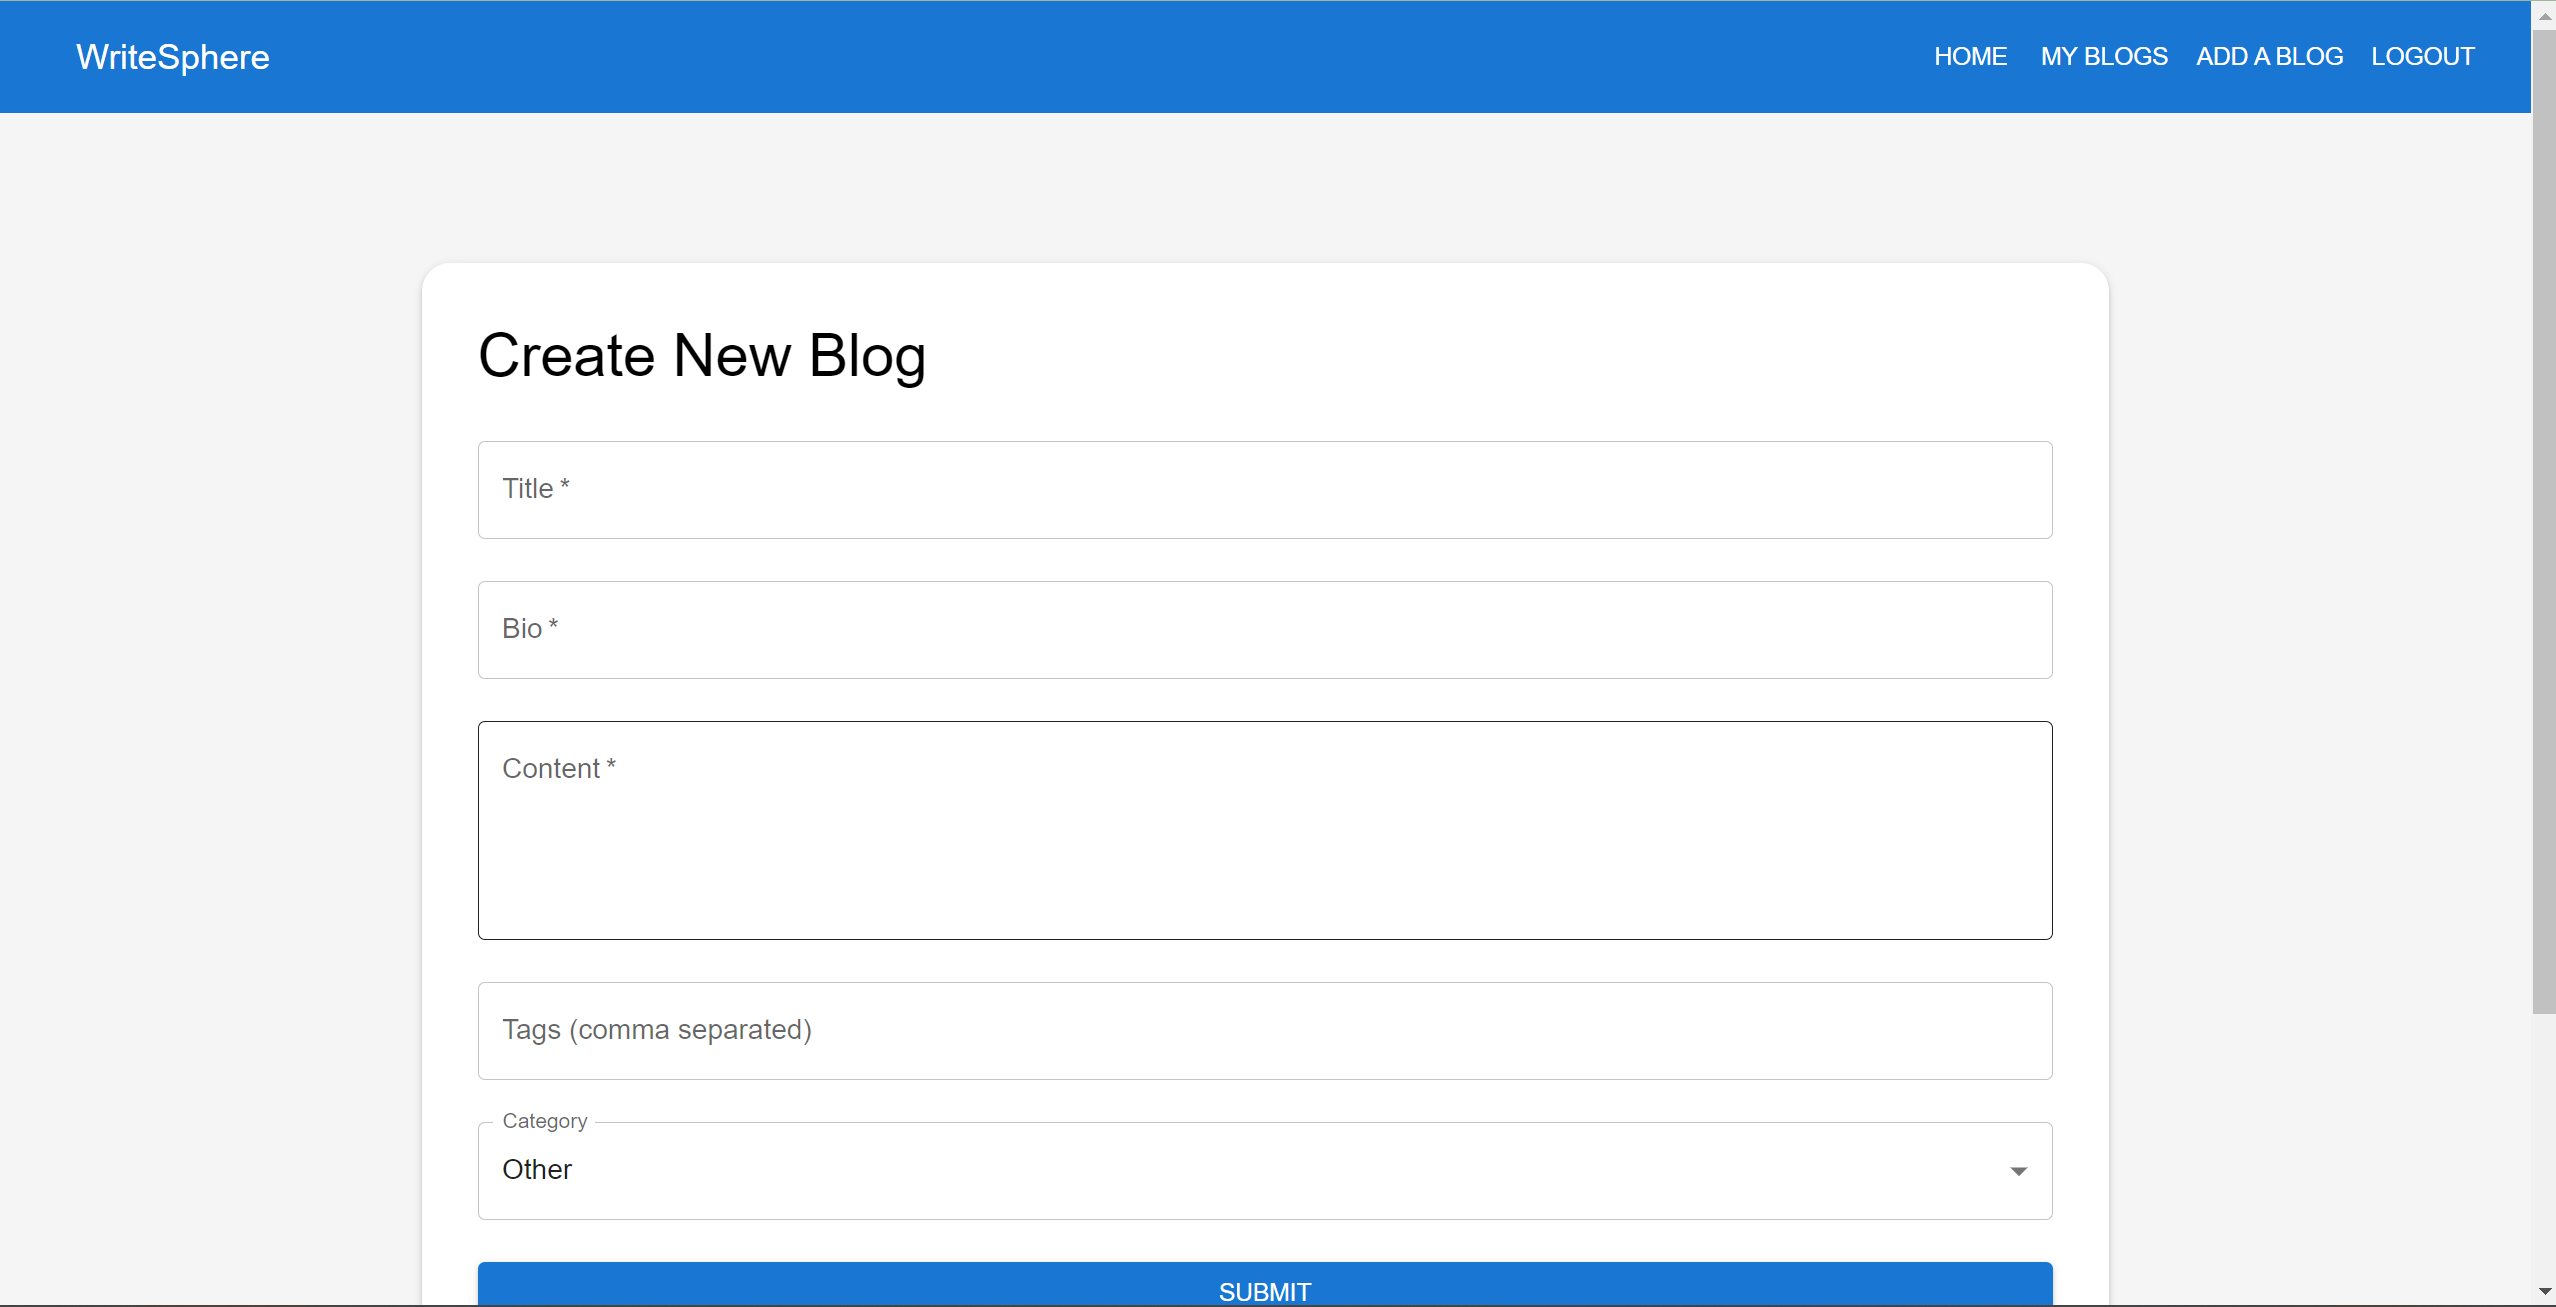 WriteSphere
HOME MY BLOGS ADD A BLOG LOGOUT
Create New Blog
Title *
Bio *
Content *
Tags (comma separated)
Category
Other
SUBMIT